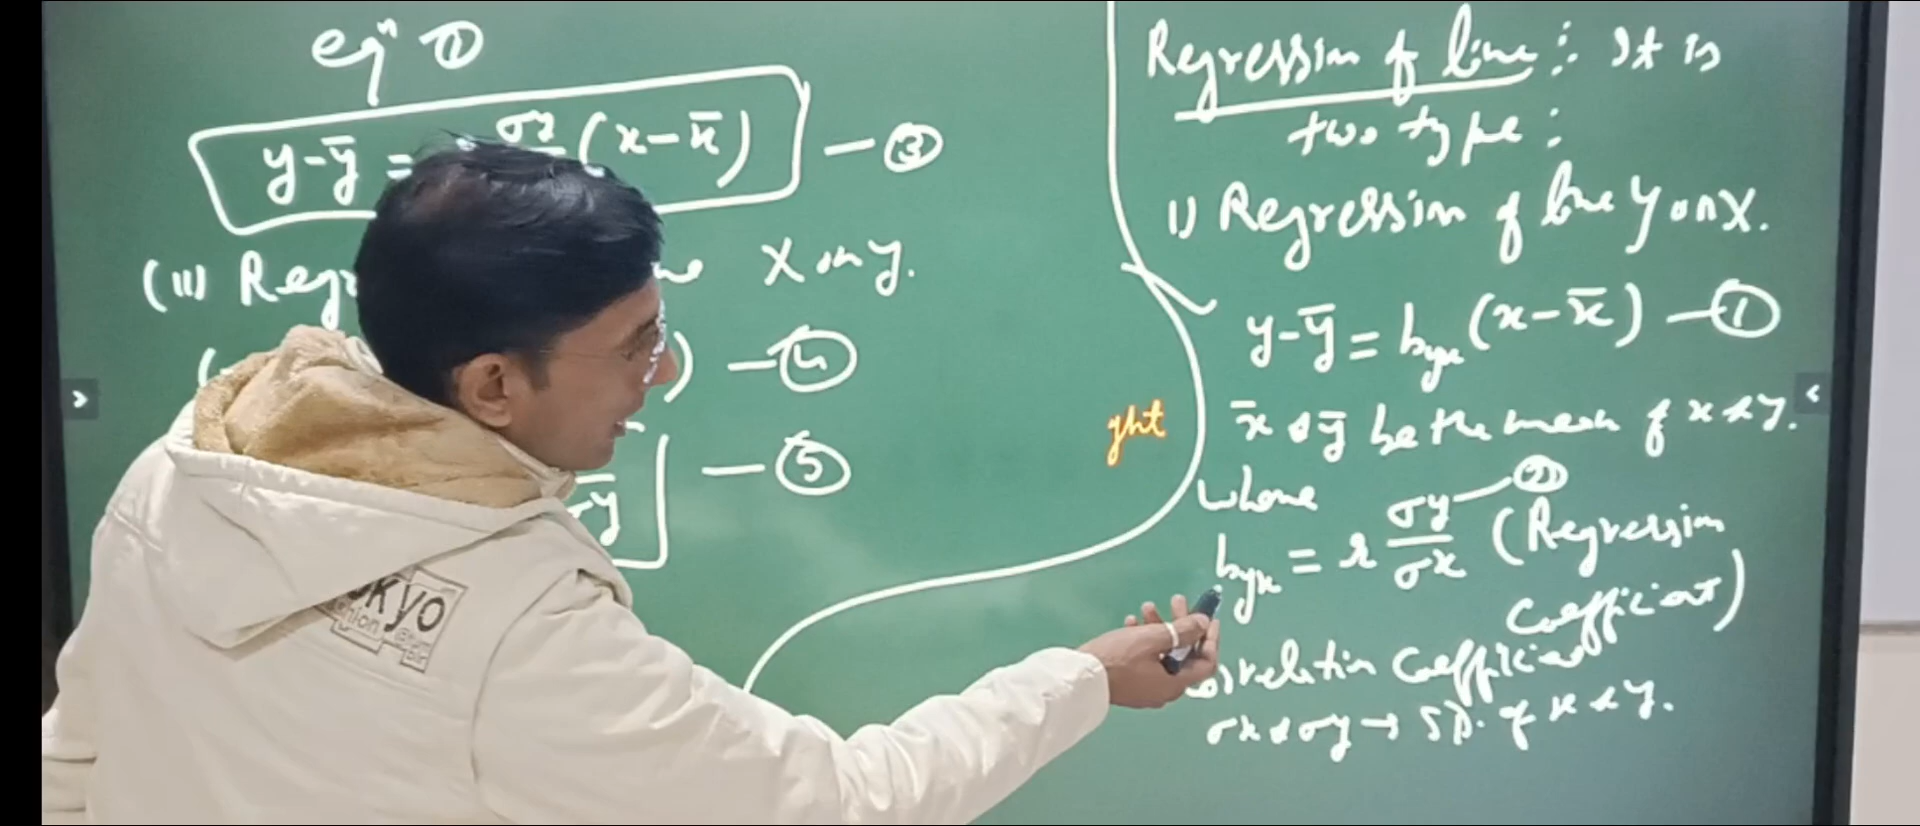 eqⁿ ①
y-ȳ = σy (x-x̄) — ③
(ii) Reg X on y.
) — ④
ȳ — ⑤
Regression of line : It is
two type :
1) Regression of line y on X.
y-ȳ = byx (x-x̄) — ①
x̄ & ȳ be the mean of x & y.
where
byx = r σy/σx — ② (Regression
Coefficient)
Correlation Coefficient
σx & σy → S.D. of x & y.
ght
okyo